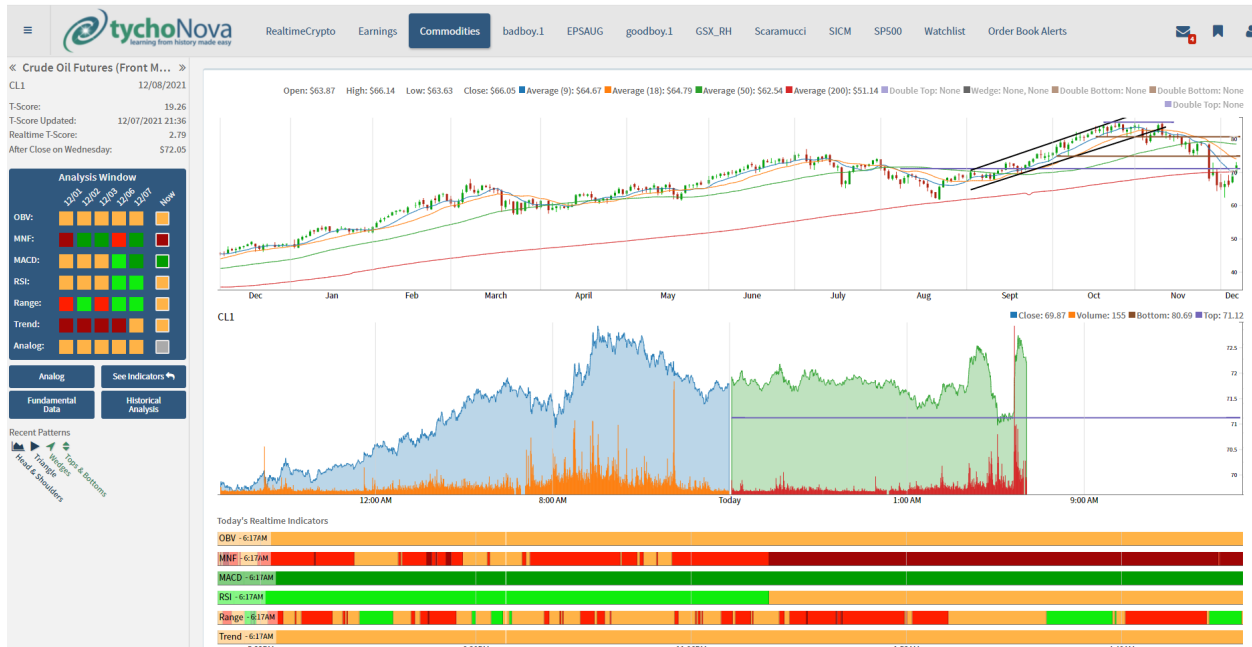 tychoNova
learning from history made easy
RealtimeCrypto Earnings Commodities badboy.1 EPSAUG goodboy.1 GSX_RH Scaramucci SICM SP500 Watchlist Order Book Alerts
4
« Crude Oil Futures (Front M... »
CL1 12/08/2021
T-Score: 19.26
T-Score Updated: 12/07/2021 21:36
Realtime T-Score: 2.79
After Close on Wednesday: $72.05
Analysis Window
12/01 12/02 12/03 12/06 12/07 Now
OBV:
MNF:
MACD:
RSI:
Range:
Trend:
Analog:
Analog See Indicators
Fundamental Data Historical Analysis
Recent Patterns
Head & Shoulders Triangle Wedges Tops & Bottoms
Open: $63.87 High: $66.14 Low: $63.63 Close: $66.05 Average (9): $64.67 Average (18): $64.79 Average (50): $62.54 Average (200): $51.14 Double Top: None Wedge: None, None Double Bottom: None Double Bottom: None
Double Top: None
80
70
60
50
40
Dec Jan Feb March April May June July Aug Sept Oct Nov Dec
CL1 Close: 69.87 Volume: 155 Bottom: 80.69 Top: 71.12
72.5
72
71.5
71
70.5
70
12:00 AM 8:00 AM Today 1:00 AM 9:00 AM
Today's Realtime Indicators
OBV - 6:17AM
MNF - 6:17AM
MACD - 6:17AM
RSI - 6:17AM
Range - 6:17AM
Trend - 6:17AM